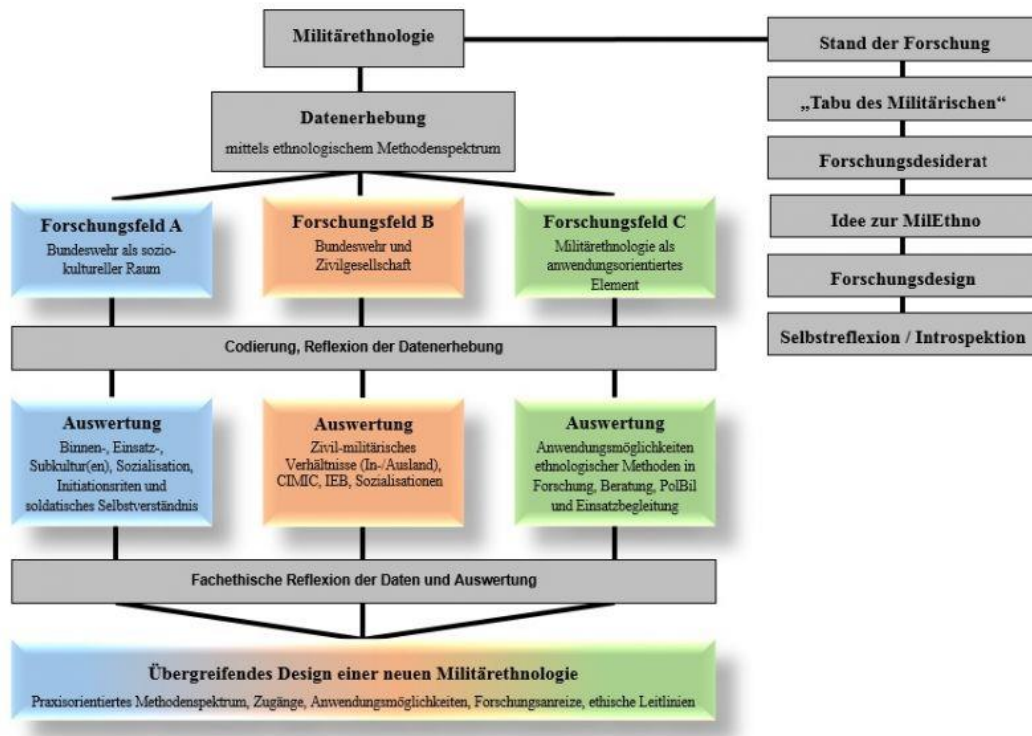 Militärethnologie
Datenerhebung
mittels ethnologischem Methodenspektrum
Forschungsfeld A
Bundeswehr als sozio-
kultureller Raum
Forschungsfeld B
Bundeswehr und
Zivilgesellschaft
Forschungsfeld C
Militärethnologie als
anwendungsorientiertes
Element
Codierung, Reflexion der Datenerhebung
Auswertung
Binnen-, Einsatz-,
Subkultur(en), Sozialisation,
Initiationsriten und
soldatisches Selbstverständnis
Auswertung
Zivil-militärisches
Verhältnisse (In-/Ausland),
CIMIC, IEB, Sozialisationen
Auswertung
Anwendungsmöglichkeiten
ethnologischer Methoden in
Forschung, Beratung, PolBil
und Einsatzbegleitung
Fachethische Reflexion der Daten und Auswertung
Übergreifendes Design einer neuen Militärethnologie
Praxisorientiertes Methodenspektrum, Zugänge, Anwendungsmöglichkeiten, Forschungsanreize, ethische Leitlinien
Stand der Forschung
„Tabu des Militärischen“
Forschungsdesiderat
Idee zur MilEthno
Forschungsdesign
Selbstreflexion / Introspektion